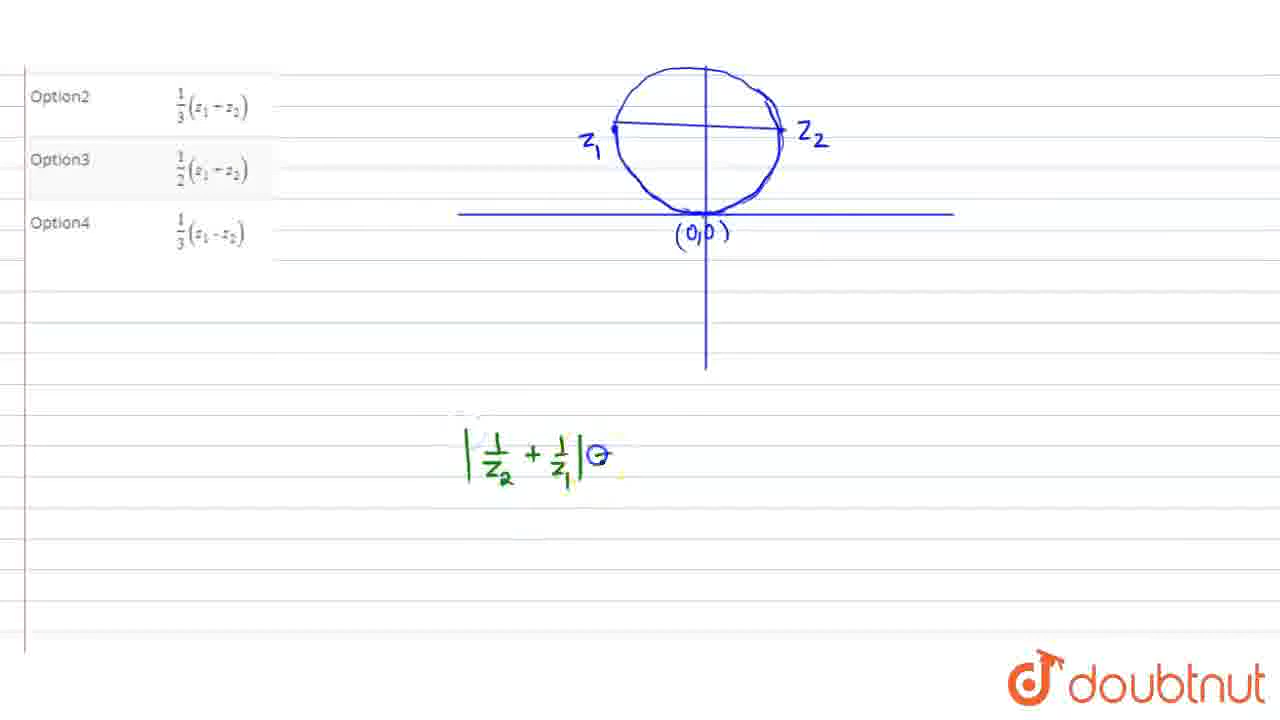 Option2 1/3(z₁ − z₂)
Option3 1/2(z₁ − z₂)
Option4 1/3(z₁ - z₂)
z₁ z₂
(0,0)
|1/z₂ + 1/z₁|
doubtnut